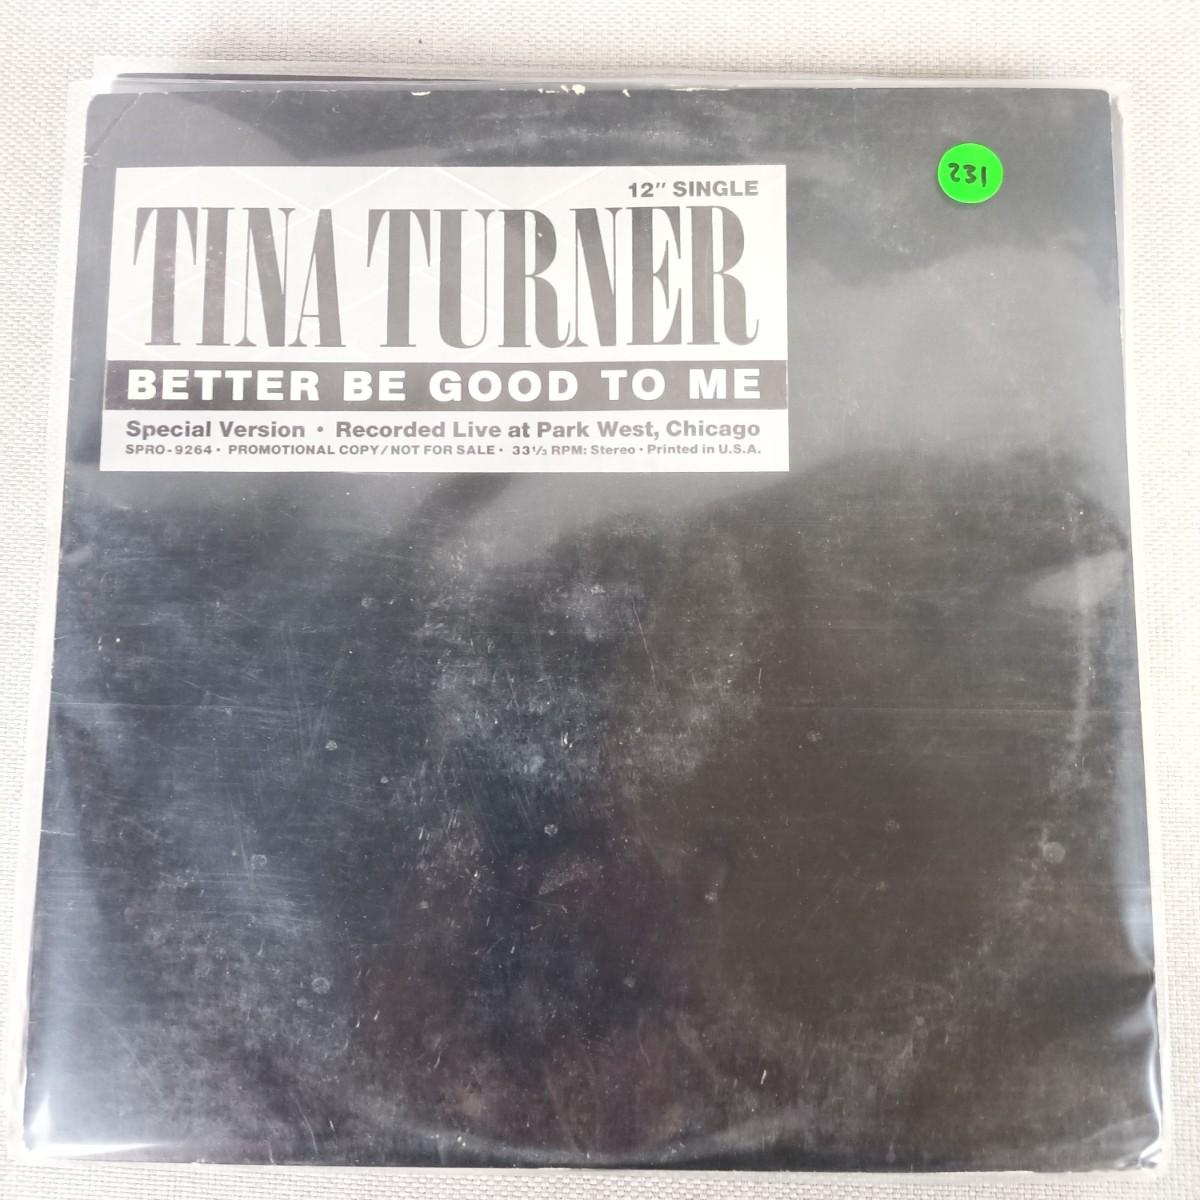 12″ SINGLE
231
TINA TURNER
BETTER BE GOOD TO ME
Special Version • Recorded Live at Park West, Chicago
SPRO-9264 • PROMOTIONAL COPY/NOT FOR SALE • 33⅓ RPM: Stereo • Printed in U.S.A.